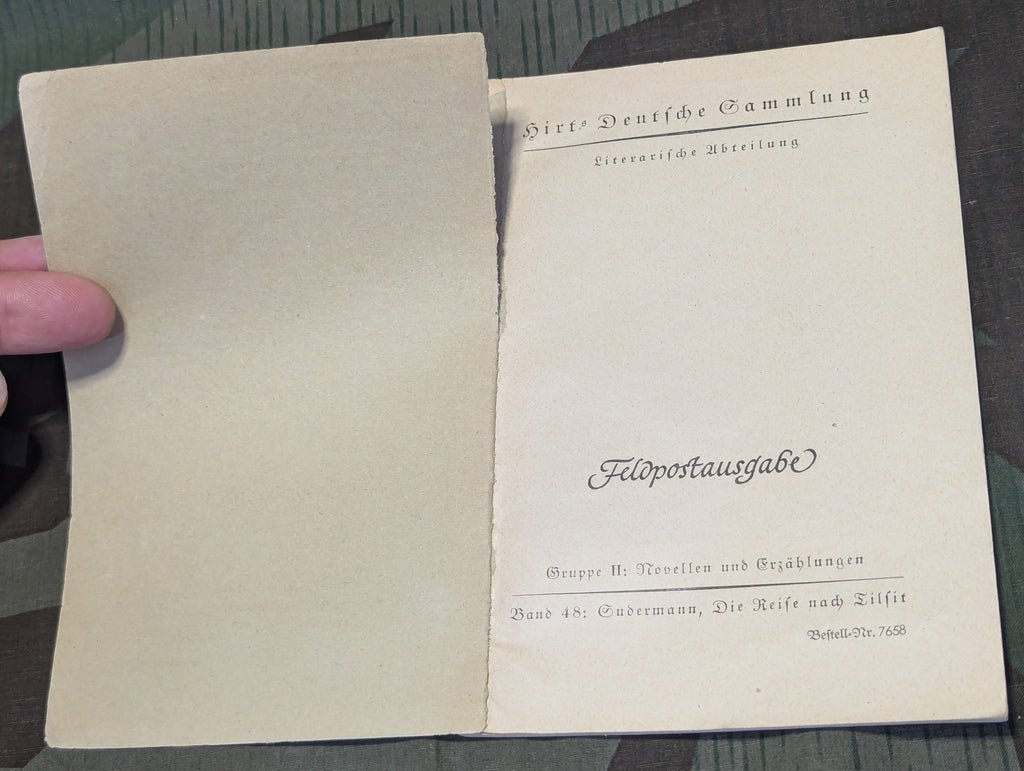 Hirts Deutsche Sammlung
Literarische Abteilung
Feldpostausgabe
Gruppe II: Novellen und Erzählungen
Band 48: Sudermann, Die Reise nach Tilsit
Bestell-Nr. 7658